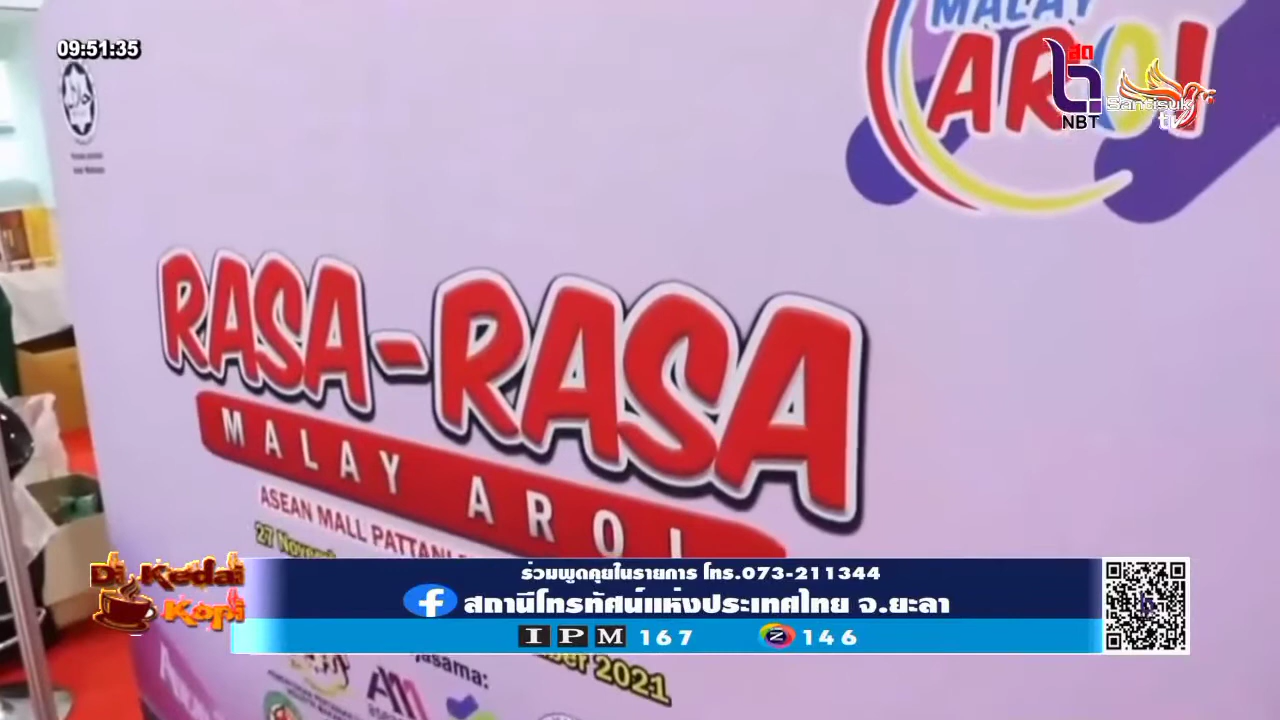 09:51:35
MALAY
AROI
สด
NBT
Santisuk
tv
RASA-RASA
MALAY AROI
ASEAN MALL PATTANI
27 Novem
Di Kedai
Kopi
ร่วมพูดคุยในรายการ โทร.073-211344
สถานีโทรทัศน์แห่งประเทศไทย จ.ยะลา
IPM 167 Z 146
ber 2021
jasama:
AM